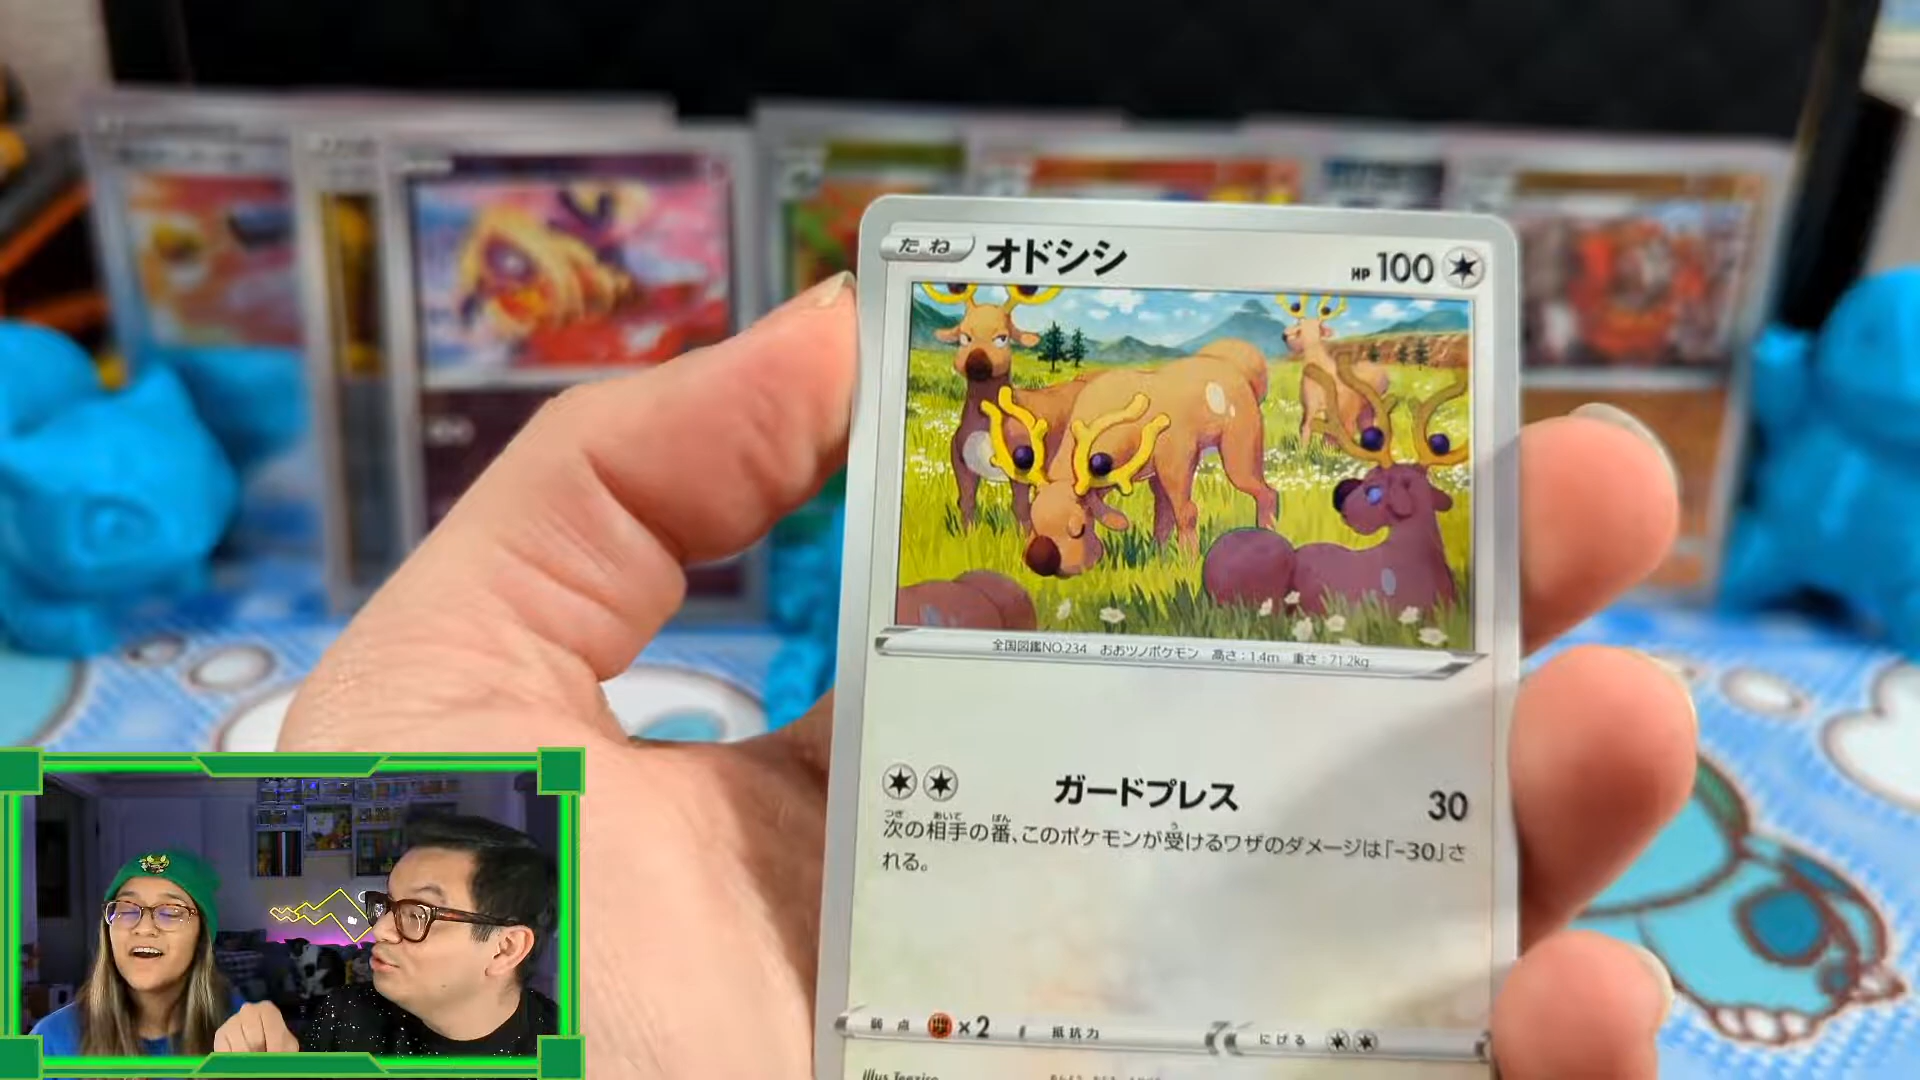 たね オドシシ HP 100
全国図鑑NO.234 おおツノポケモン 高さ:1.4m 重さ:71.2kg
ガードプレス 30
次の相手の番、このポケモンが受けるワザのダメージは「-30」さ
れる。
弱点 ×2 抵抗力 にげる
illus.